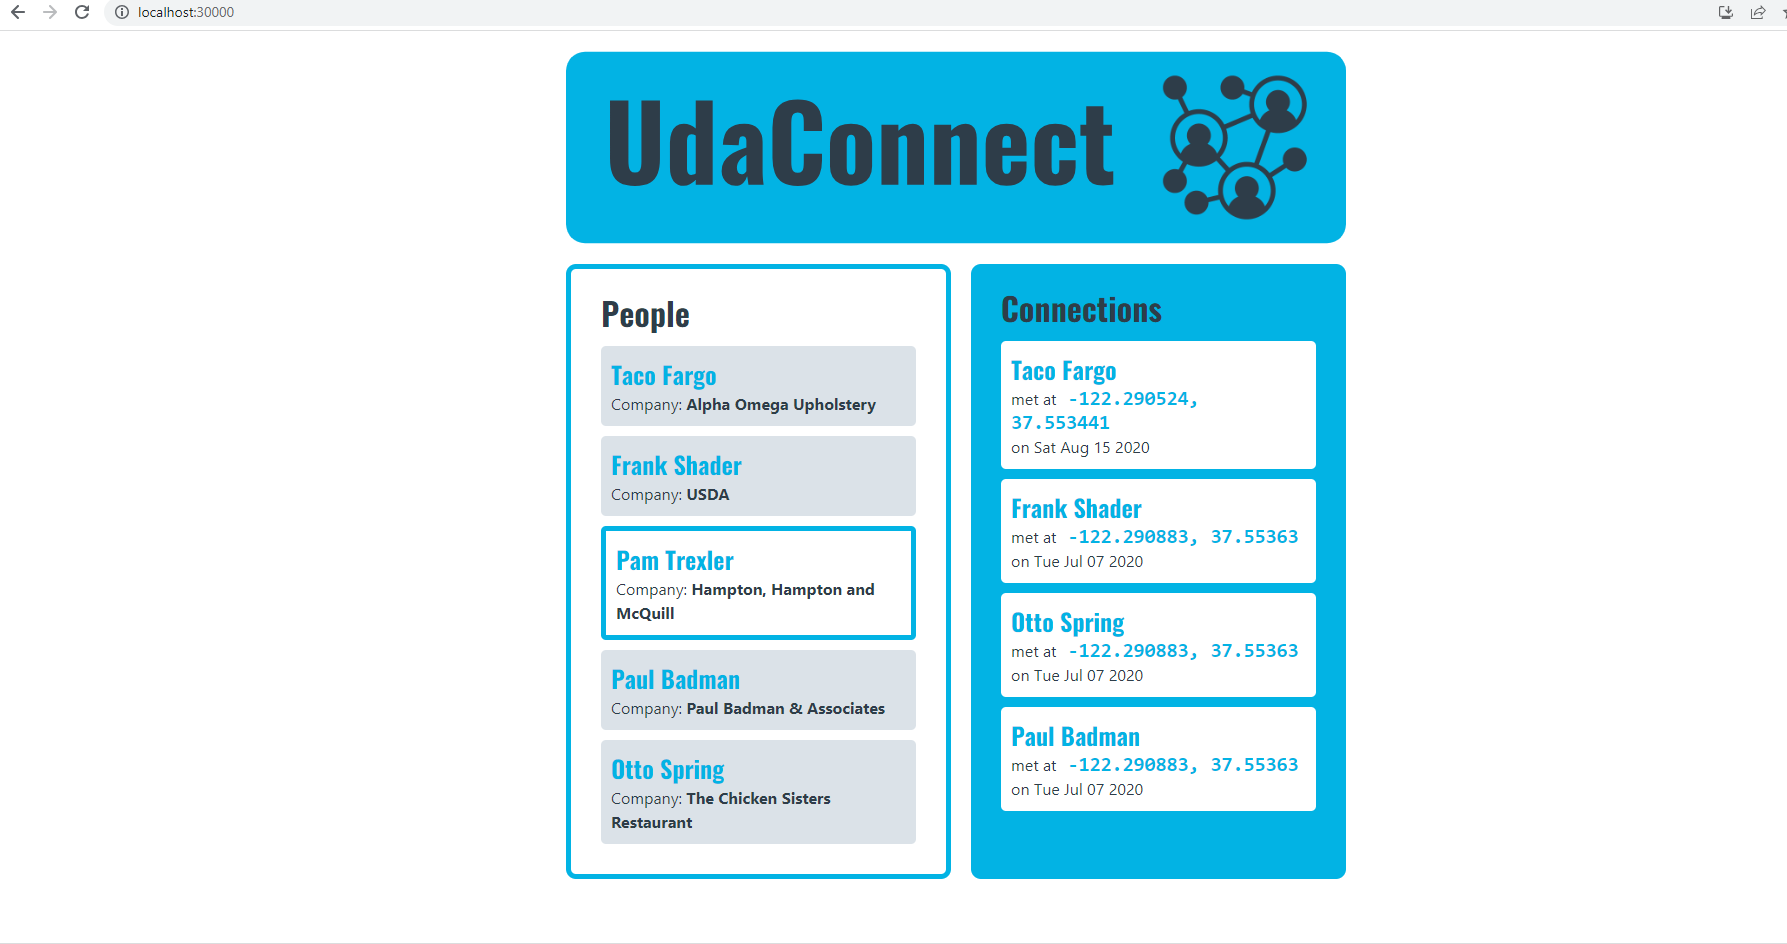 localhost:30000
UdaConnect
People
Taco Fargo
Company: Alpha Omega Upholstery
Frank Shader
Company: USDA
Pam Trexler
Company: Hampton, Hampton and
McQuill
Paul Badman
Company: Paul Badman & Associates
Otto Spring
Company: The Chicken Sisters
Restaurant
Connections
Taco Fargo
met at -122.290524,
37.553441
on Sat Aug 15 2020
Frank Shader
met at -122.290883, 37.55363
on Tue Jul 07 2020
Otto Spring
met at -122.290883, 37.55363
on Tue Jul 07 2020
Paul Badman
met at -122.290883, 37.55363
on Tue Jul 07 2020